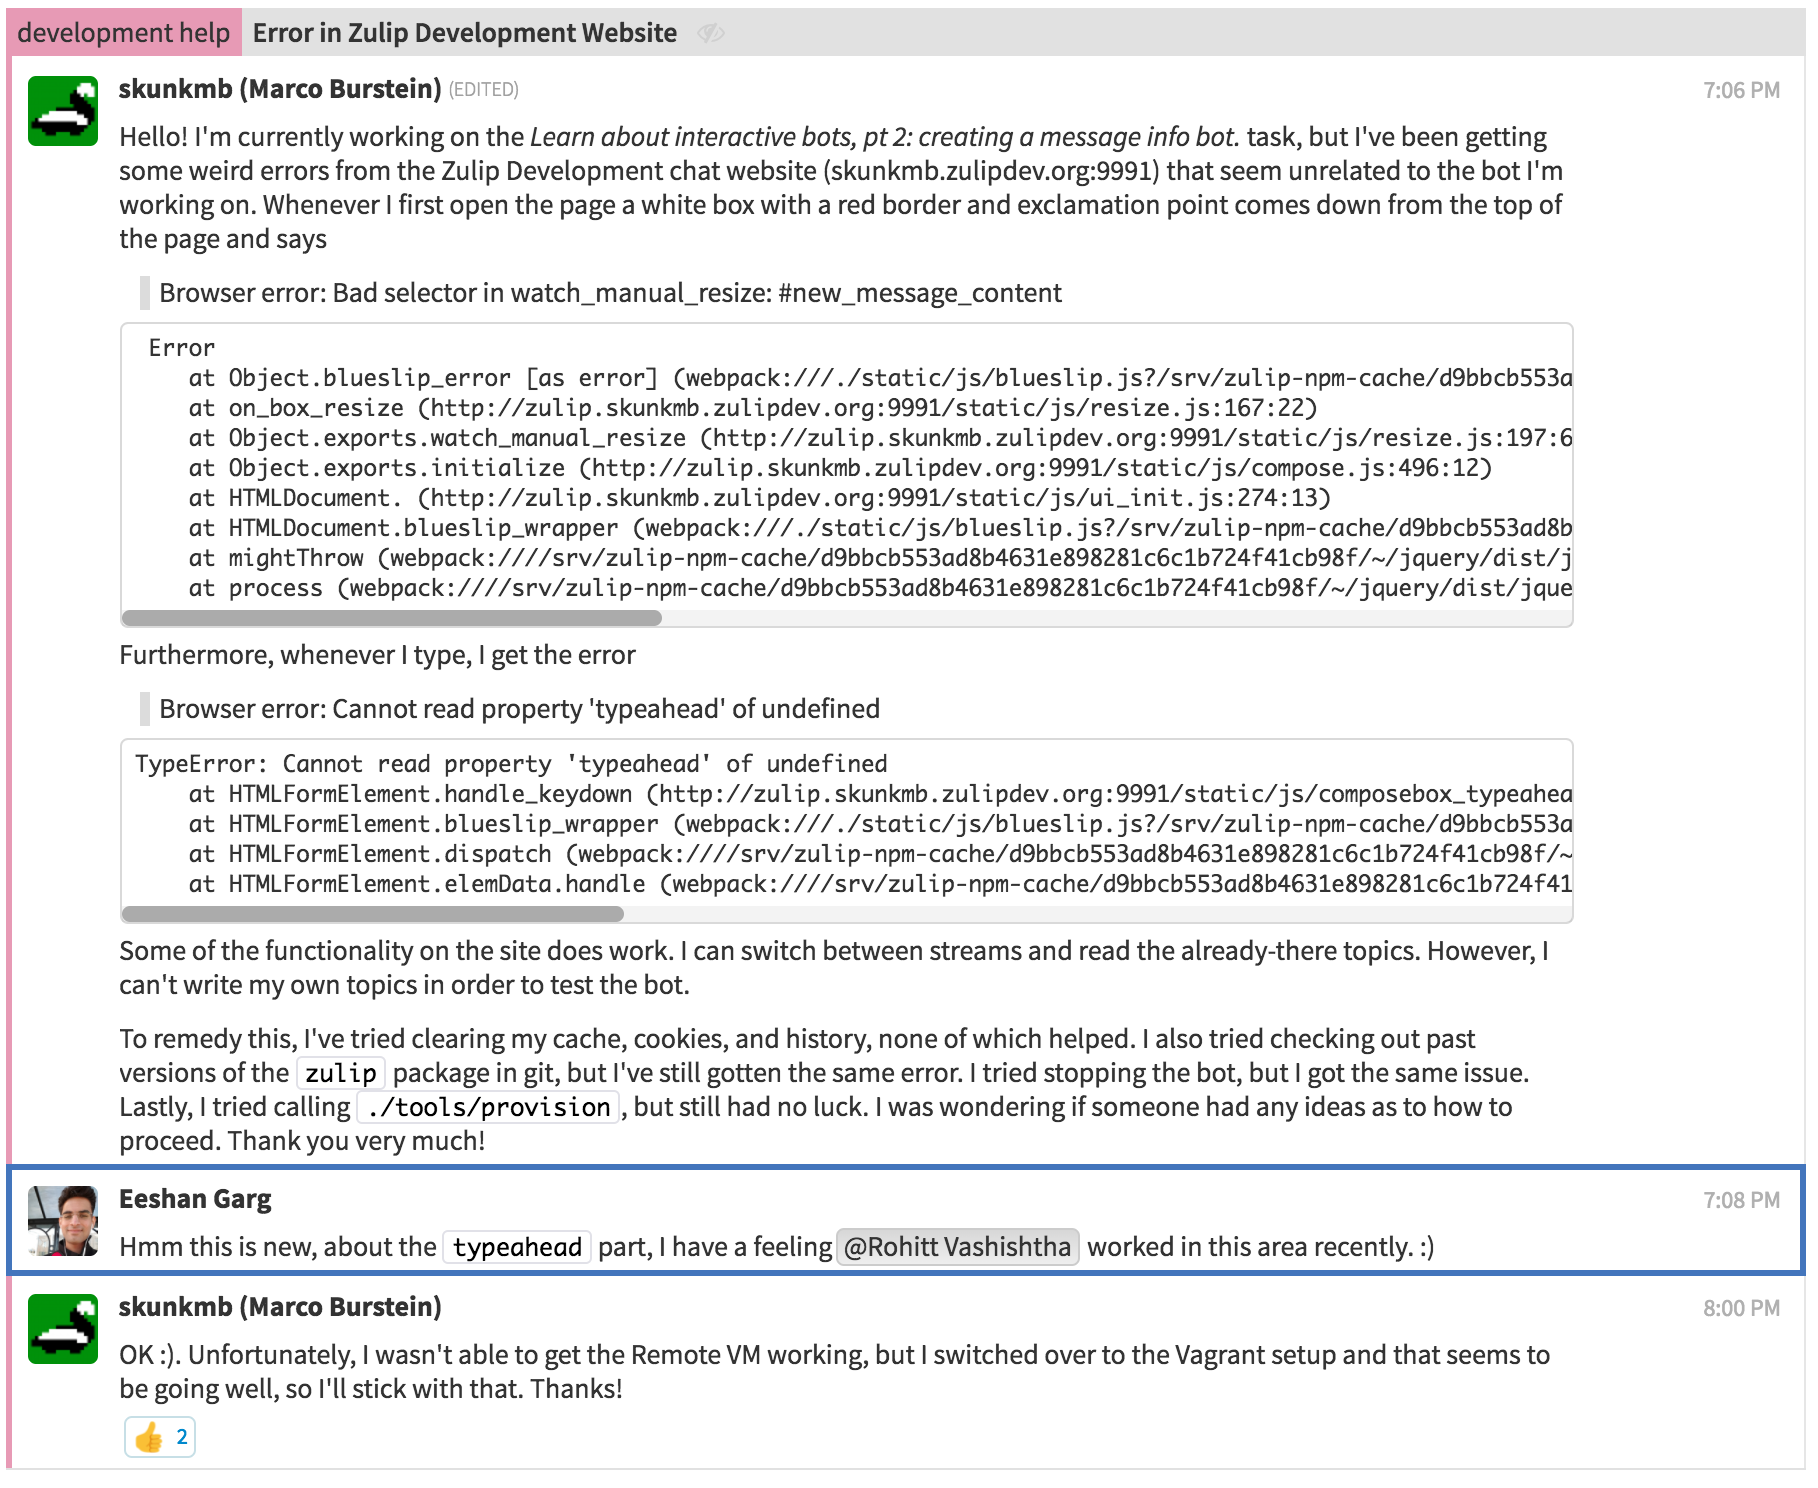 development help Error in Zulip Development Website
skunkmb (Marco Burstein) (EDITED) 7:06 PM
Hello! I'm currently working on the Learn about interactive bots, pt 2: creating a message info bot. task, but I've been getting
some weird errors from the Zulip Development chat website (skunkmb.zulipdev.org:9991) that seem unrelated to the bot I'm
working on. Whenever I first open the page a white box with a red border and exclamation point comes down from the top of
the page and says
Browser error: Bad selector in watch_manual_resize: #new_message_content
Error
at Object.blueslip_error [as error] (webpack:///./static/js/blueslip.js?/srv/zulip-npm-cache/d9bbcb553a
at on_box_resize (http://zulip.skunkmb.zulipdev.org:9991/static/js/resize.js:167:22)
at Object.exports.watch_manual_resize (http://zulip.skunkmb.zulipdev.org:9991/static/js/resize.js:197:6
at Object.exports.initialize (http://zulip.skunkmb.zulipdev.org:9991/static/js/compose.js:496:12)
at HTMLDocument. (http://zulip.skunkmb.zulipdev.org:9991/static/js/ui_init.js:274:13)
at HTMLDocument.blueslip_wrapper (webpack:///./static/js/blueslip.js?/srv/zulip-npm-cache/d9bbcb553ad8b
at mightThrow (webpack:////srv/zulip-npm-cache/d9bbcb553ad8b4631e898281c6c1b724f41cb98f/~/jquery/dist/j
at process (webpack:////srv/zulip-npm-cache/d9bbcb553ad8b4631e898281c6c1b724f41cb98f/~/jquery/dist/jque
Furthermore, whenever I type, I get the error
Browser error: Cannot read property 'typeahead' of undefined
TypeError: Cannot read property 'typeahead' of undefined
at HTMLFormElement.handle_keydown (http://zulip.skunkmb.zulipdev.org:9991/static/js/composebox_typeahea
at HTMLFormElement.blueslip_wrapper (webpack:///./static/js/blueslip.js?/srv/zulip-npm-cache/d9bbcb553a
at HTMLFormElement.dispatch (webpack:////srv/zulip-npm-cache/d9bbcb553ad8b4631e898281c6c1b724f41cb98f/~
at HTMLFormElement.elemData.handle (webpack:////srv/zulip-npm-cache/d9bbcb553ad8b4631e898281c6c1b724f41
Some of the functionality on the site does work. I can switch between streams and read the already-there topics. However, I
can't write my own topics in order to test the bot.
To remedy this, I've tried clearing my cache, cookies, and history, none of which helped. I also tried checking out past
versions of the zulip package in git, but I've still gotten the same error. I tried stopping the bot, but I got the same issue.
Lastly, I tried calling ./tools/provision, but still had no luck. I was wondering if someone had any ideas as to how to
proceed. Thank you very much!
Eeshan Garg 7:08 PM
Hmm this is new, about the typeahead part, I have a feeling @Rohitt Vashishtha worked in this area recently. :)
skunkmb (Marco Burstein) 8:00 PM
OK :). Unfortunately, I wasn't able to get the Remote VM working, but I switched over to the Vagrant setup and that seems to
be going well, so I'll stick with that. Thanks!
2